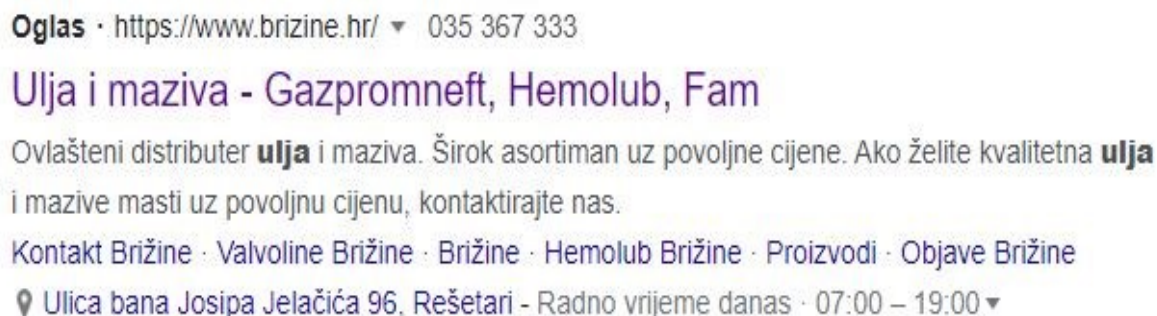 Oglas · https://www.brizine.hr/ ▾ 035 367 333
Ulja i maziva - Gazpromneft, Hemolub, Fam
Ovlašteni distributer ulja i maziva. Širok asortiman uz povoljne cijene. Ako želite kvalitetna ulja
i mazive masti uz povoljnu cijenu, kontaktirajte nas.
Kontakt Brižine · Valvoline Brižine · Brižine · Hemolub Brižine · Proizvodi · Objave Brižine
Ulica bana Josipa Jelačića 96, Rešetari - Radno vrijeme danas · 07:00 – 19:00 ▾